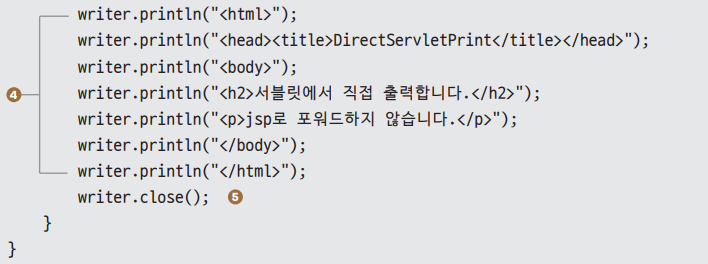 writer.println("<html>");
writer.println("<head><title>DirectServletPrint</title></head>");
writer.println("<body>");
④ writer.println("<h2>서블릿에서 직접 출력합니다.</h2>");
writer.println("<p>jsp로 포워드하지 않습니다.</p>");
writer.println("</body>");
writer.println("</html>");
writer.close(); ⑤
}
}